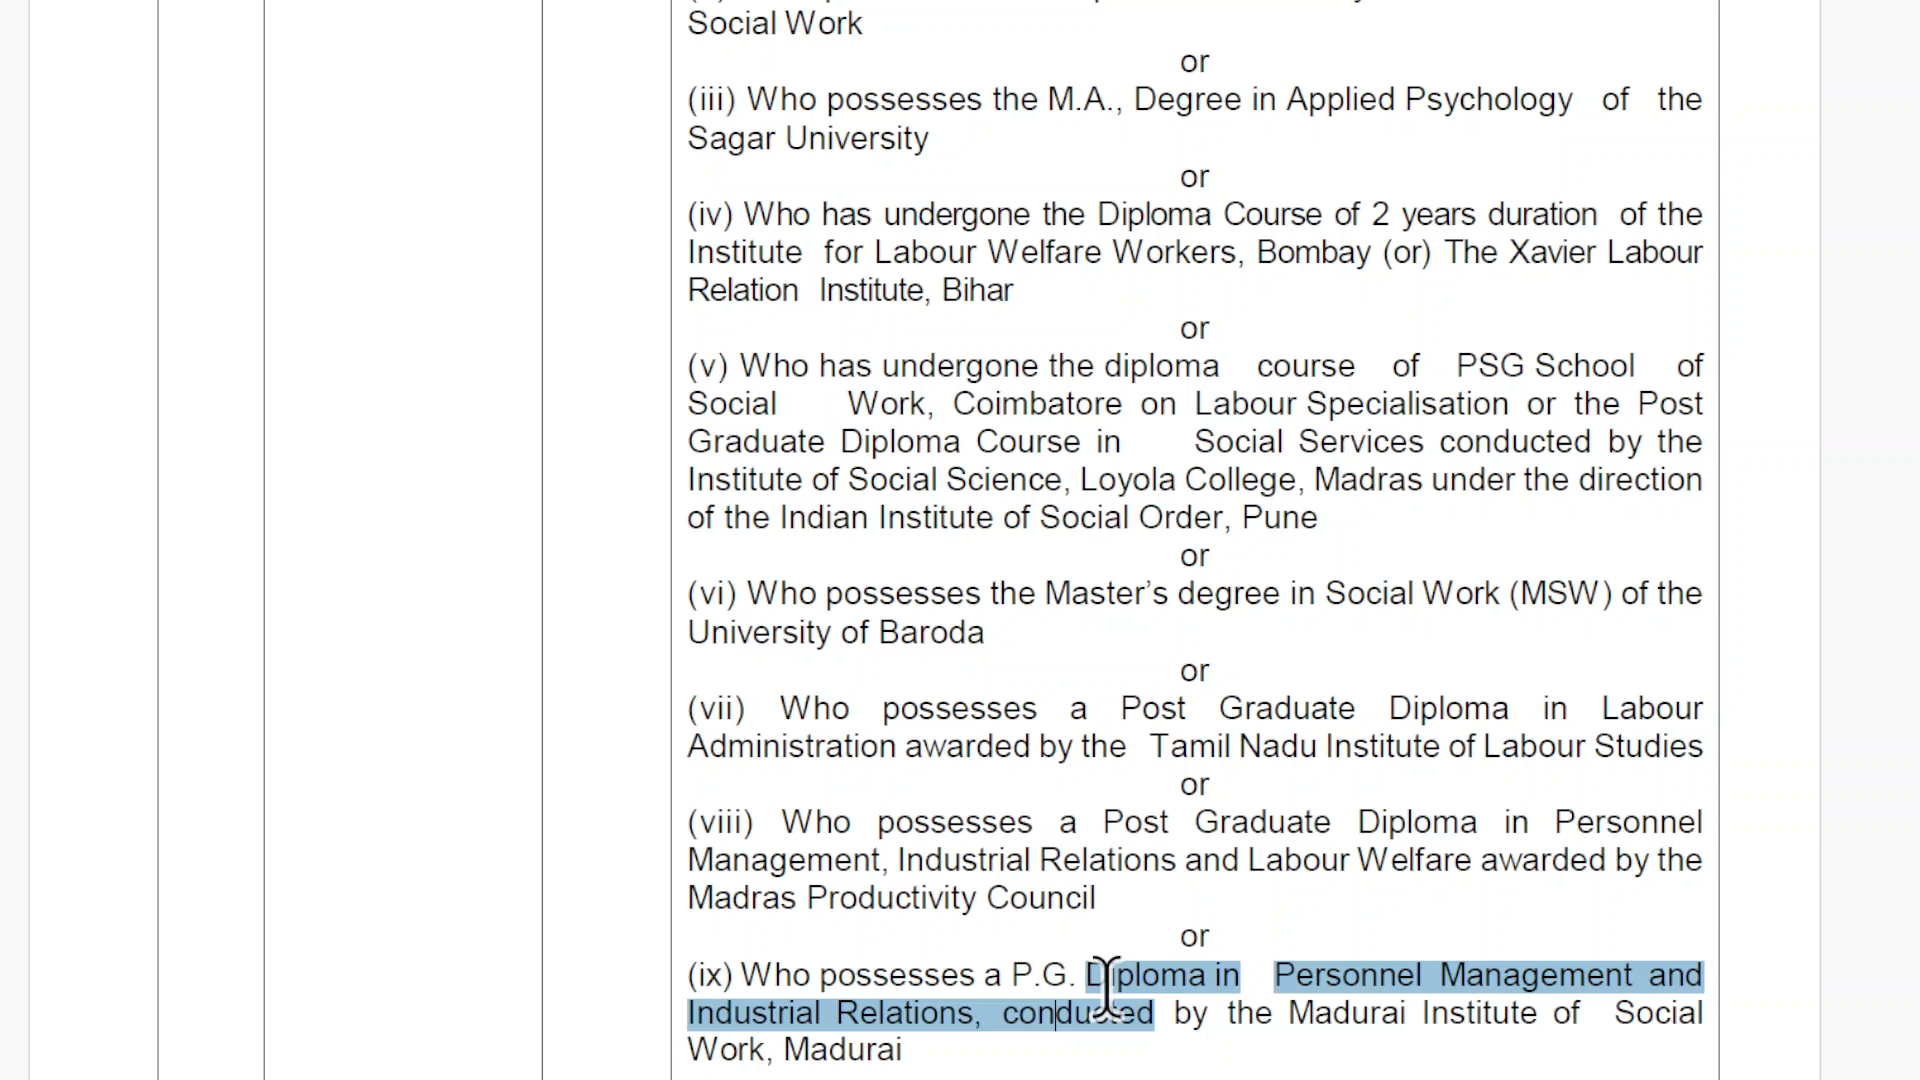 Social Work
or
(iii) Who possesses the M.A., Degree in Applied Psychology of the
Sagar University
or
(iv) Who has undergone the Diploma Course of 2 years duration of the
Institute for Labour Welfare Workers, Bombay (or) The Xavier Labour
Relation Institute, Bihar
or
(v) Who has undergone the diploma course of PSG School of
Social Work, Coimbatore on Labour Specialisation or the Post
Graduate Diploma Course in Social Services conducted by the
Institute of Social Science, Loyola College, Madras under the direction
of the Indian Institute of Social Order, Pune
or
(vi) Who possesses the Master’s degree in Social Work (MSW) of the
University of Baroda
or
(vii) Who possesses a Post Graduate Diploma in Labour
Administration awarded by the Tamil Nadu Institute of Labour Studies
or
(viii) Who possesses a Post Graduate Diploma in Personnel
Management, Industrial Relations and Labour Welfare awarded by the
Madras Productivity Council
or
(ix) Who possesses a P.G. Diploma in Personnel Management and
Industrial Relations, conducted by the Madurai Institute of Social
Work, Madurai